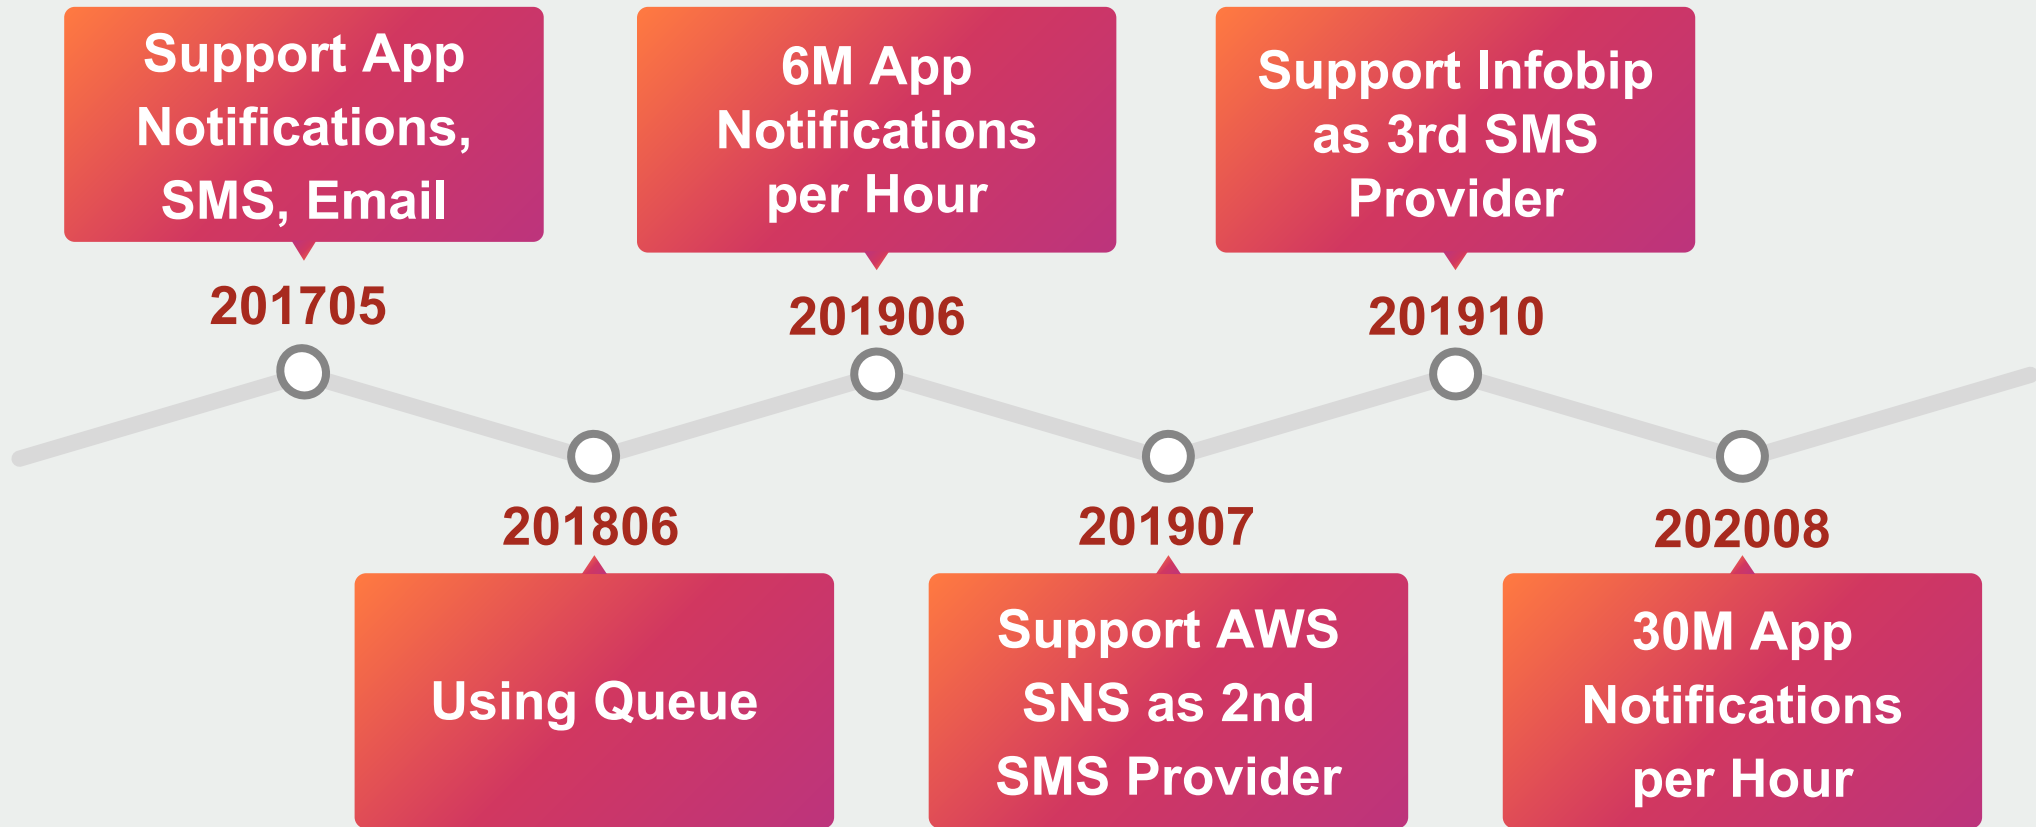 Support App
Notifications,
SMS, Email
201705
6M App
Notifications
per Hour
201906
Support Infobip
as 3rd SMS
Provider
201910
201806
Using Queue
201907
Support AWS
SNS as 2nd
SMS Provider
202008
30M App
Notifications
per Hour